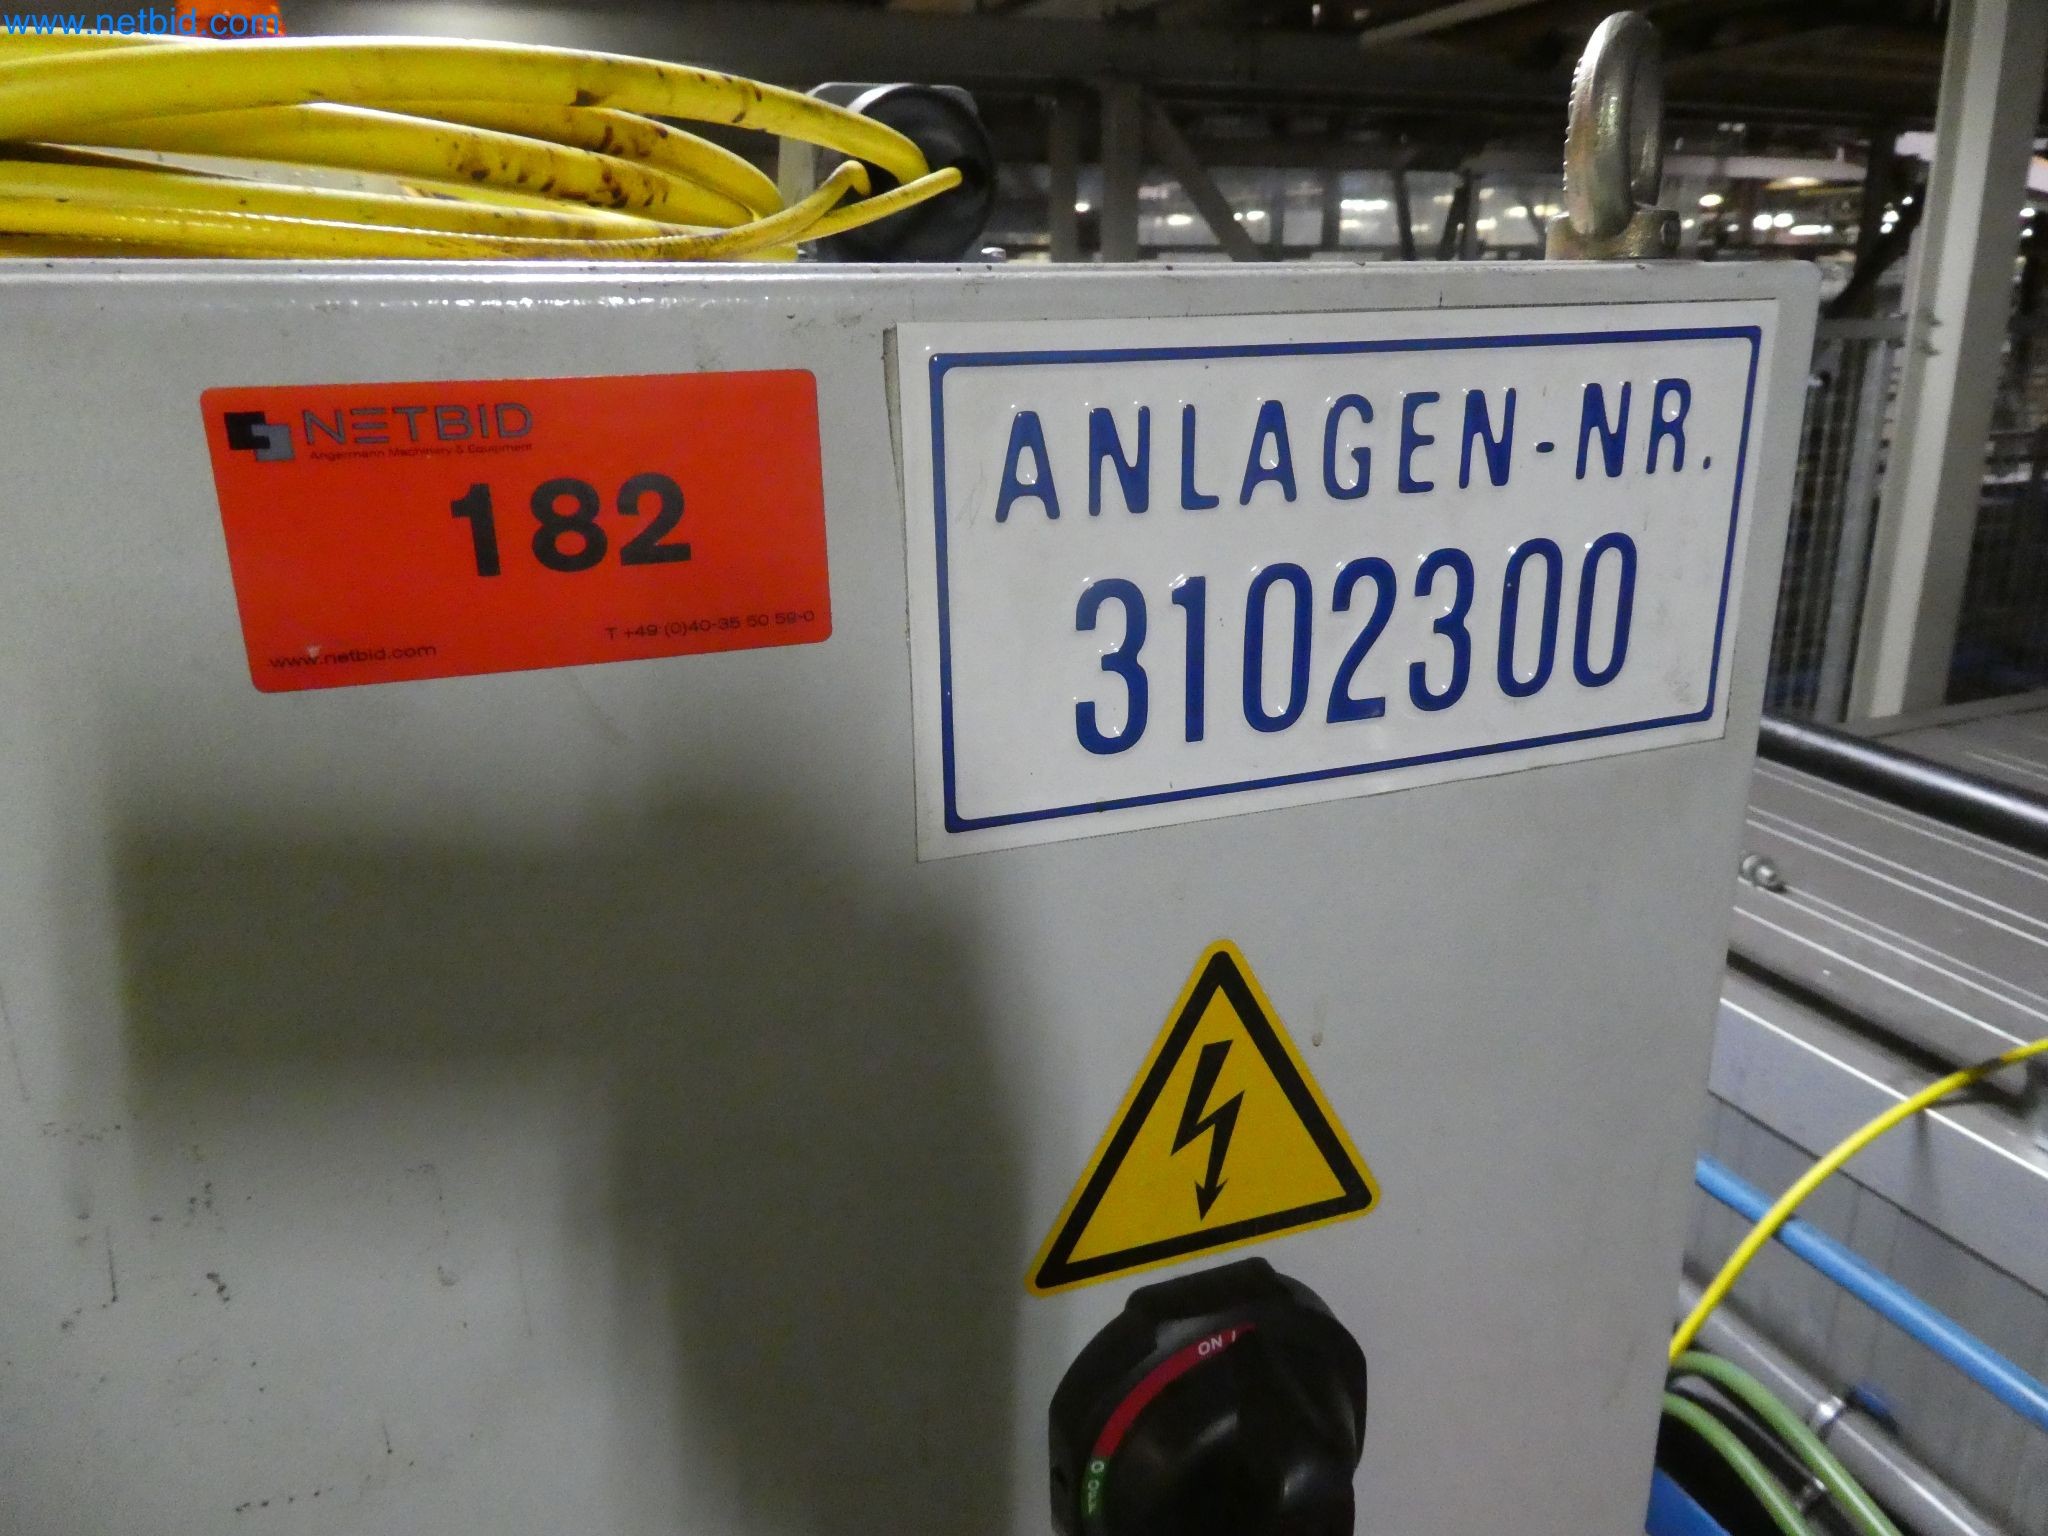 www.netbid.com
NETBID
Angermann Machinery & Equipment
182
T +49 (0)40-35 50 59-0
www.netbid.com
ANLAGEN-NR.
3102300
ON I
O OFF